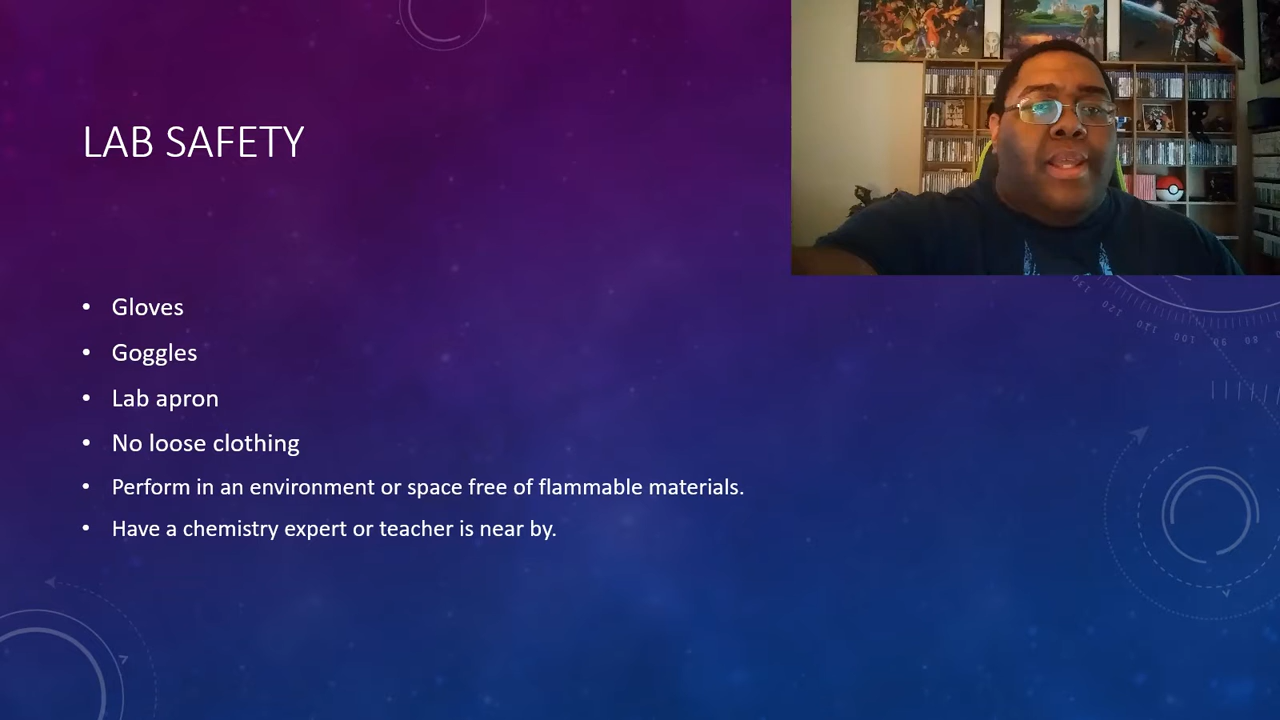 LAB SAFETY
Gloves
Goggles
Lab apron
No loose clothing
Perform in an environment or space free of flammable materials.
Have a chemistry expert or teacher is near by.